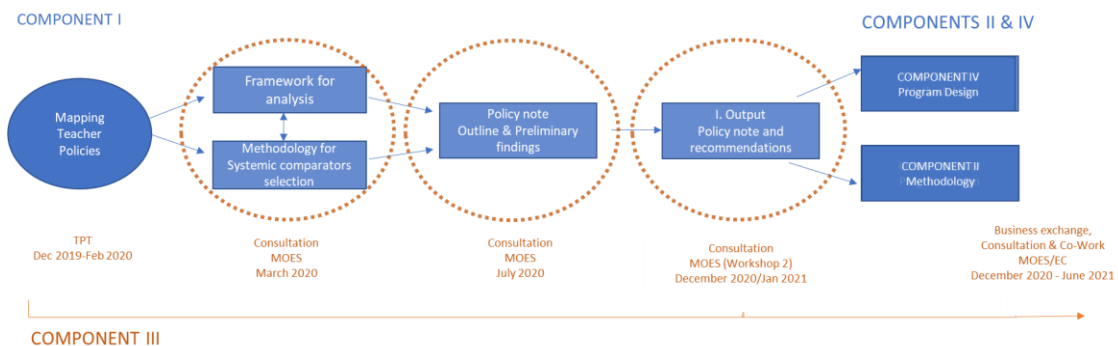 COMPONENT I
COMPONENTS II & IV
Mapping
Teacher
Policies
Framework for
analysis
Methodology for
Systemic comparators
selection
Policy note
Outline & Preliminary
findings
I. Output
Policy note and
recommendations
COMPONENT IV
Program Design
COMPONENT II
Methodology
TPT
Dec 2019-Feb 2020
Consultation
MOES
March 2020
Consultation
MOES
July 2020
Consultation
MOES (Workshop 2)
December 2020/Jan 2021
Business exchange,
Consultation & Co-Work
MOES/EC
December 2020 - June 2021
COMPONENT III